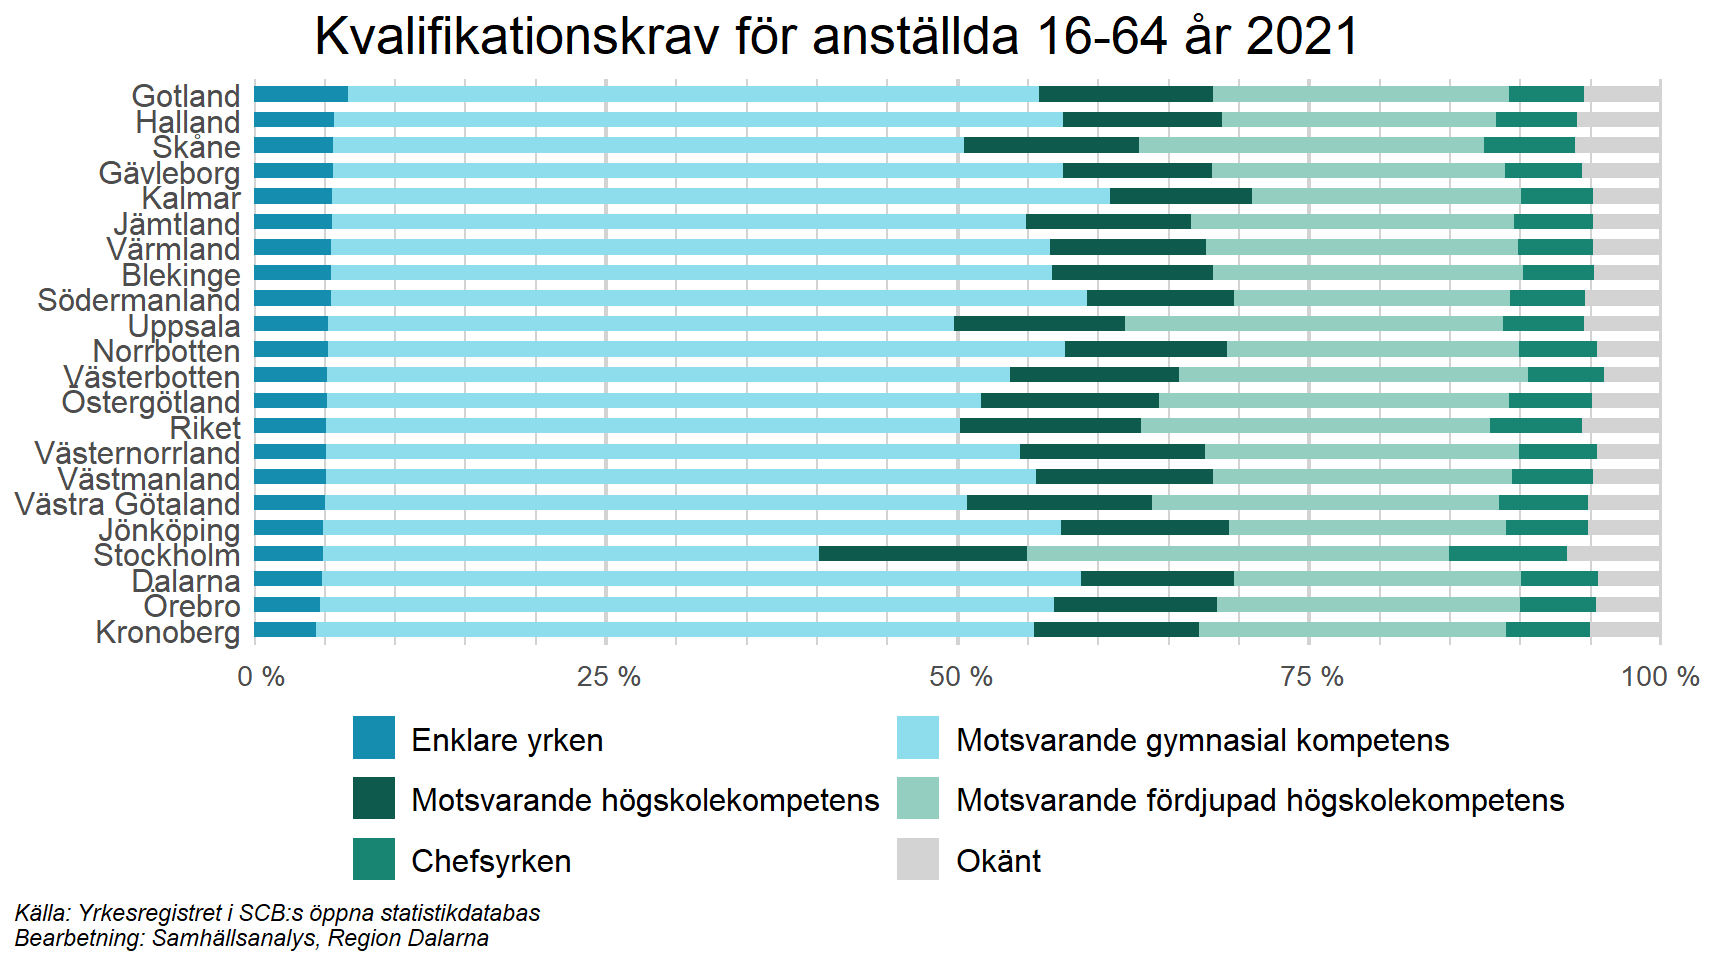 Kvalifikationskrav för anställda 16-64 år 2021
Gotland
Halland
Skåne
Gävleborg
Kalmar
Jämtland
Värmland
Blekinge
Södermanland
Uppsala
Norrbotten
Västerbotten
Östergötland
Riket
Västernorrland
Västmanland
Västra Götaland
Jönköping
Stockholm
Dalarna
Örebro
Kronoberg
0 % 25 % 50 % 75 % 100 %
Enklare yrken Motsvarande gymnasial kompetens
Motsvarande högskolekompetens Motsvarande fördjupad högskolekompetens
Chefsyrken Okänt
Källa: Yrkesregistret i SCB:s öppna statistikdatabas
Bearbetning: Samhällsanalys, Region Dalarna